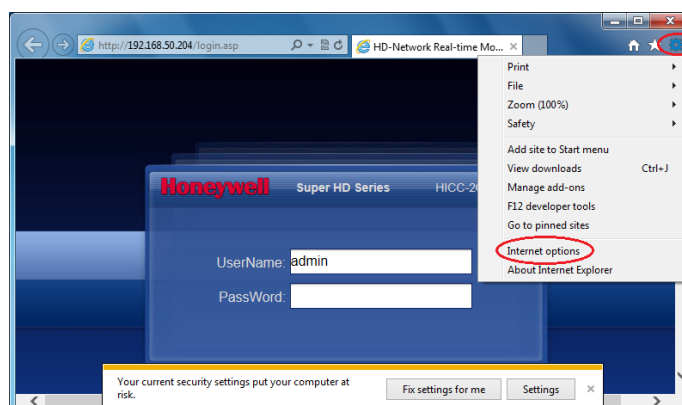 http://192.168.50.204/login.asp
HD-Network Real-time Mo...
Print
File
Zoom (100%)
Safety
Add site to Start menu
View downloads Ctrl+J
Manage add-ons
F12 developer tools
Go to pinned sites
Internet options
About Internet Explorer
Honeywell Super HD Series HICC-2
UserName: admin
PassWord:
Your current security settings put your computer at
risk.
Fix settings for me Settings